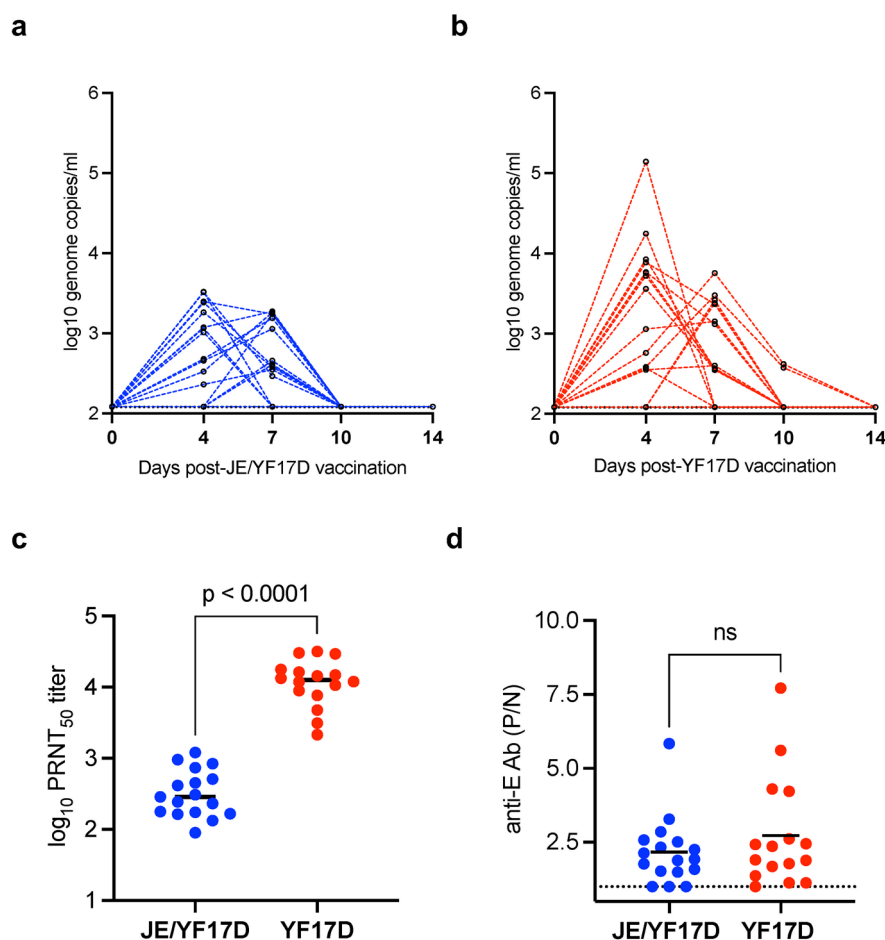 a
b
6
5
4
3
2
log10 genome copies/ml
0 4 7 10 14
Days post-JE/YF17D vaccination
6
5
4
3
2
log10 genome copies/ml
0 4 7 10 14
Days post-YF17D vaccination
c
d
p < 0.0001
5
4
3
2
1
log10 PRNT50 titer
JE/YF17D YF17D
ns
10.0
7.5
5.0
2.5
anti-E Ab (P/N)
JE/YF17D YF17D